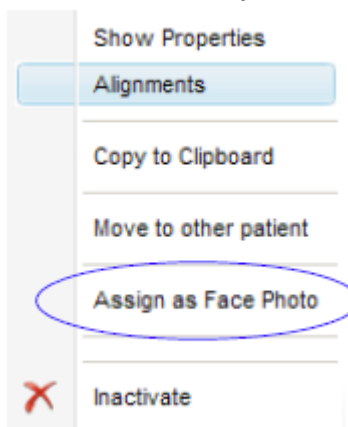 Show Properties
Alignments
Copy to Clipboard
Move to other patient
Assign as Face Photo
Inactivate